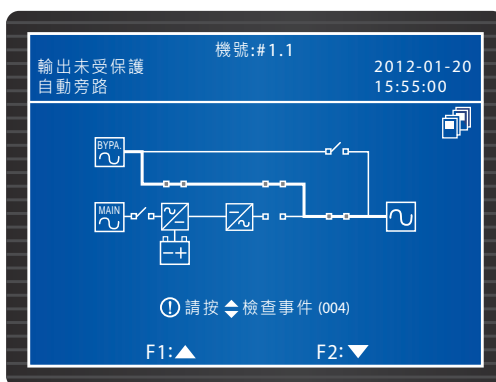 機號:#1.1
輸出未受保護
自動旁路
2012-01-20
15:55:00
BYPA.
MAIN
! 請按 檢查事件 (004)
F1:▲ F2:▼